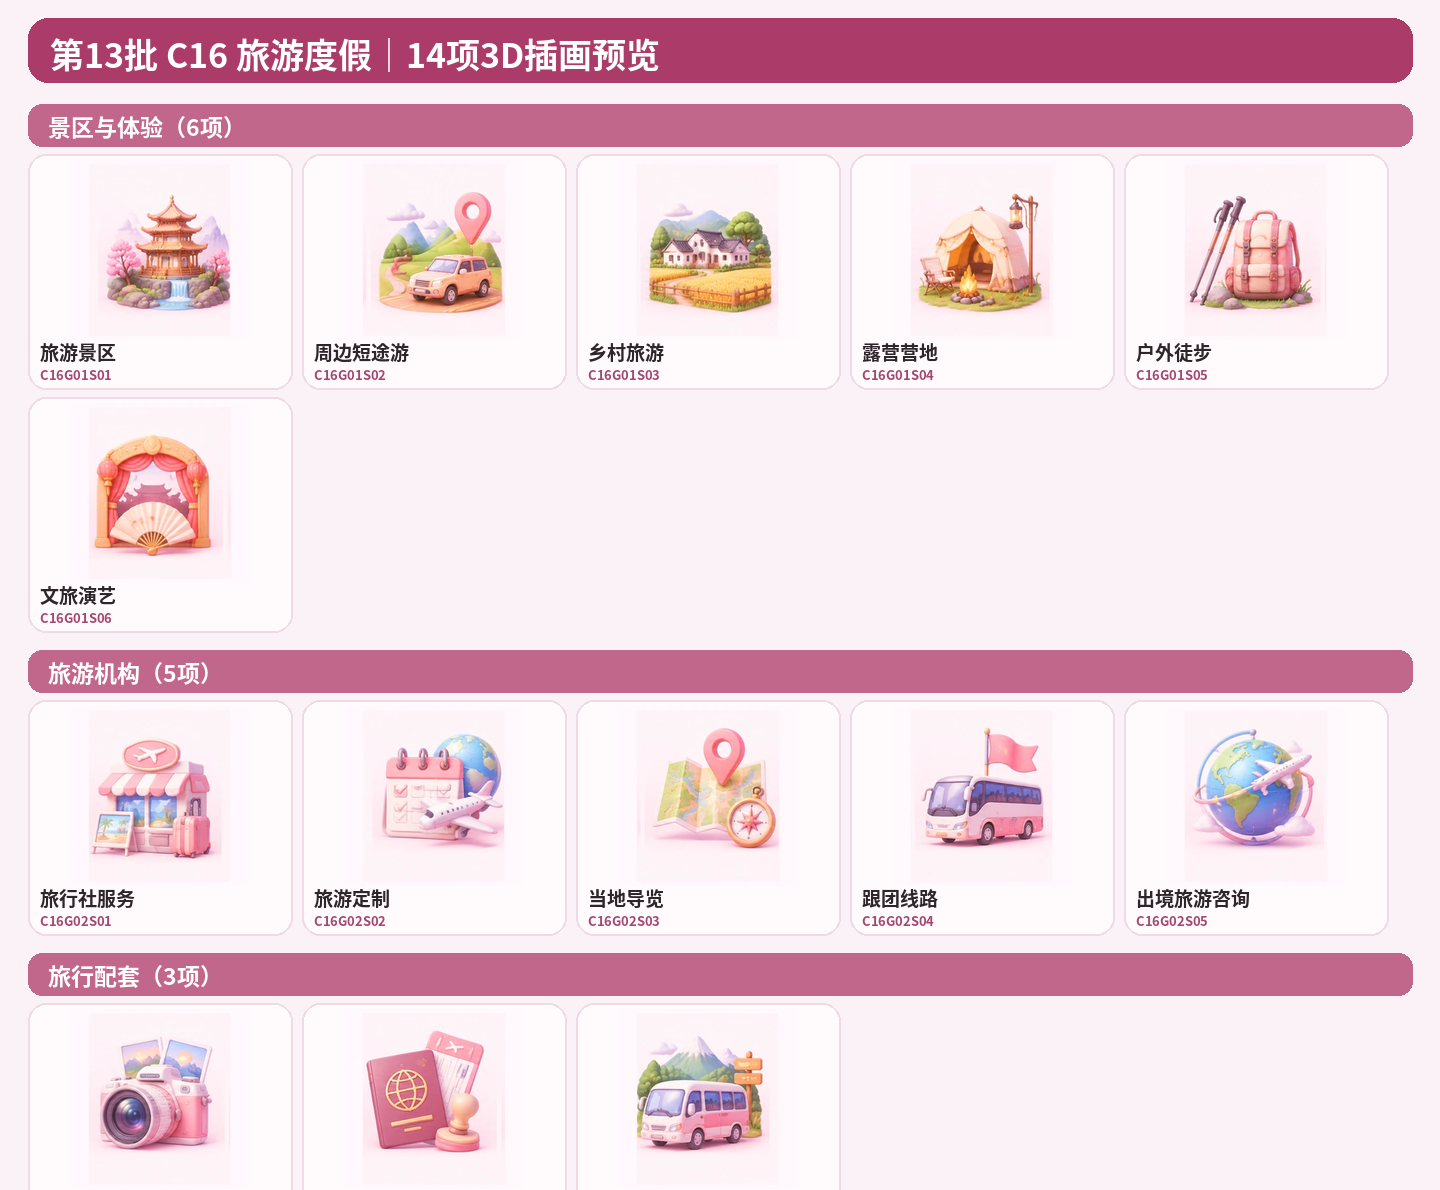 第13批 C16 旅游度假｜14项3D插画预览
景区与体验（6项）
旅游景区
C16G01S01
周边短途游
C16G01S02
乡村旅游
C16G01S03
露营营地
C16G01S04
户外徒步
C16G01S05
文旅演艺
C16G01S06
旅游机构（5项）
旅行社服务
C16G02S01
旅游定制
C16G02S02
当地导览
C16G02S03
跟团线路
C16G02S04
出境旅游咨询
C16G02S05
旅行配套（3项）